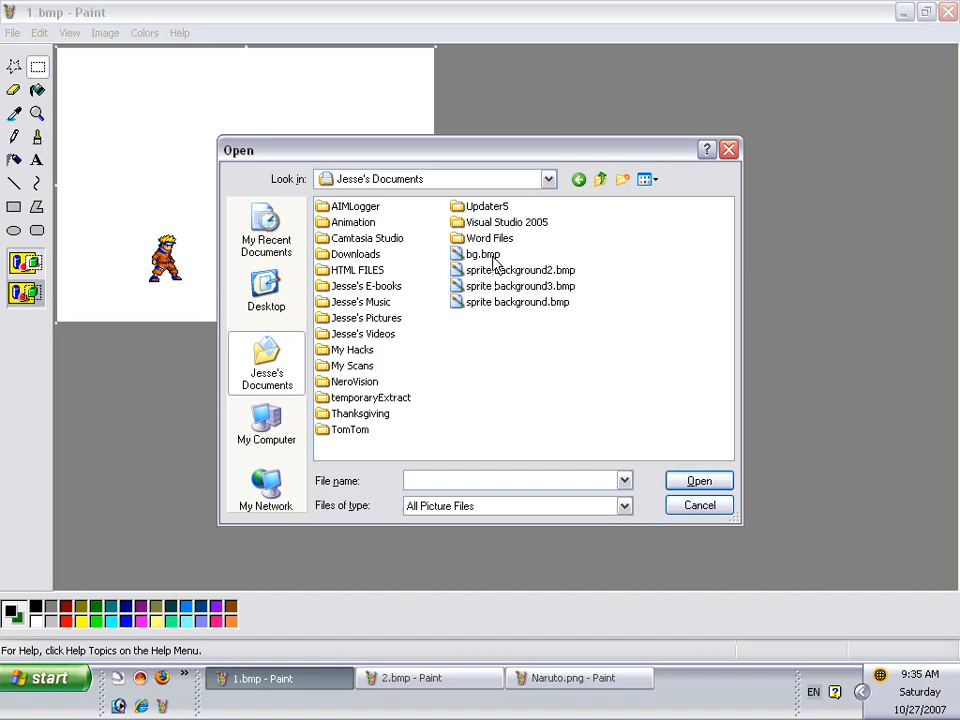 1.bmp - Paint
File Edit View Image Colors Help
Open
Look in: Jesse's Documents
My Recent Documents
Desktop
Jesse's Documents
My Computer
My Network
AIMLogger
Animation
Camtasia Studio
Downloads
HTML FILES
Jesse's E-books
Jesse's Music
Jesse's Pictures
Jesse's Videos
My Hacks
My Scans
NeroVision
temporaryExtract
Thanksgiving
TomTom
Updater5
Visual Studio 2005
Word Files
bg.bmp
sprite background2.bmp
sprite background3.bmp
sprite background.bmp
File name: Open
Files of type: All Picture Files Cancel
For Help, click Help Topics on the Help Menu.
start 1.bmp - Paint 2.bmp - Paint Naruto.png - Paint
EN
9:35 AM
Saturday
10/27/2007